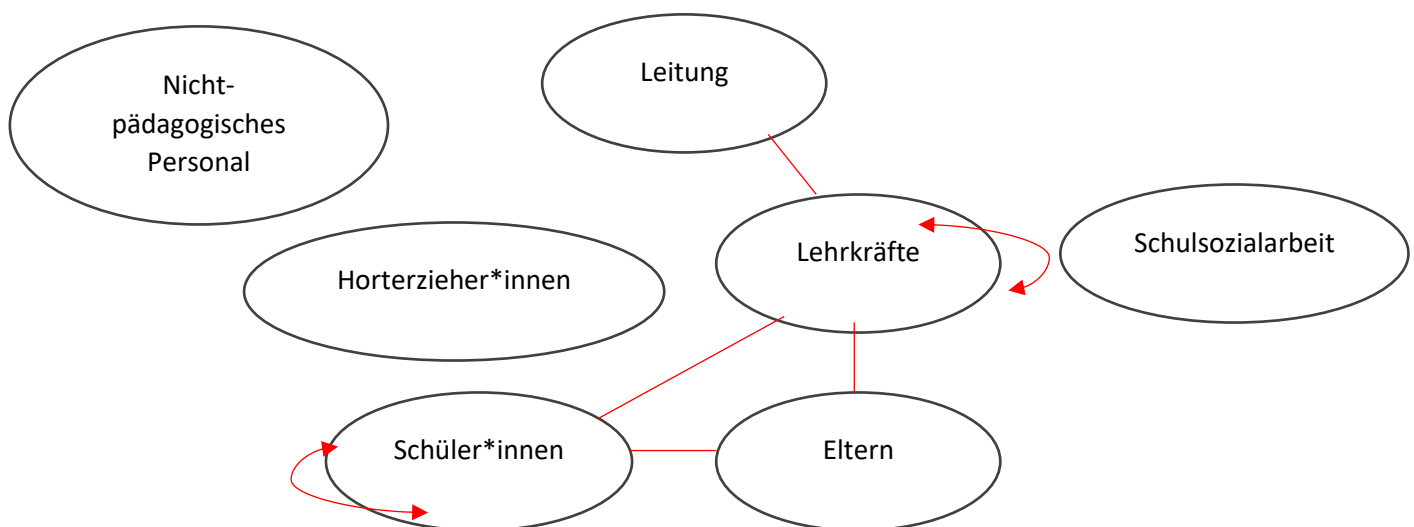 Nicht-
pädagogisches
Personal
Leitung
Lehrkräfte
Schulsozialarbeit
Horterzieher*innen
Schüler*innen
Eltern